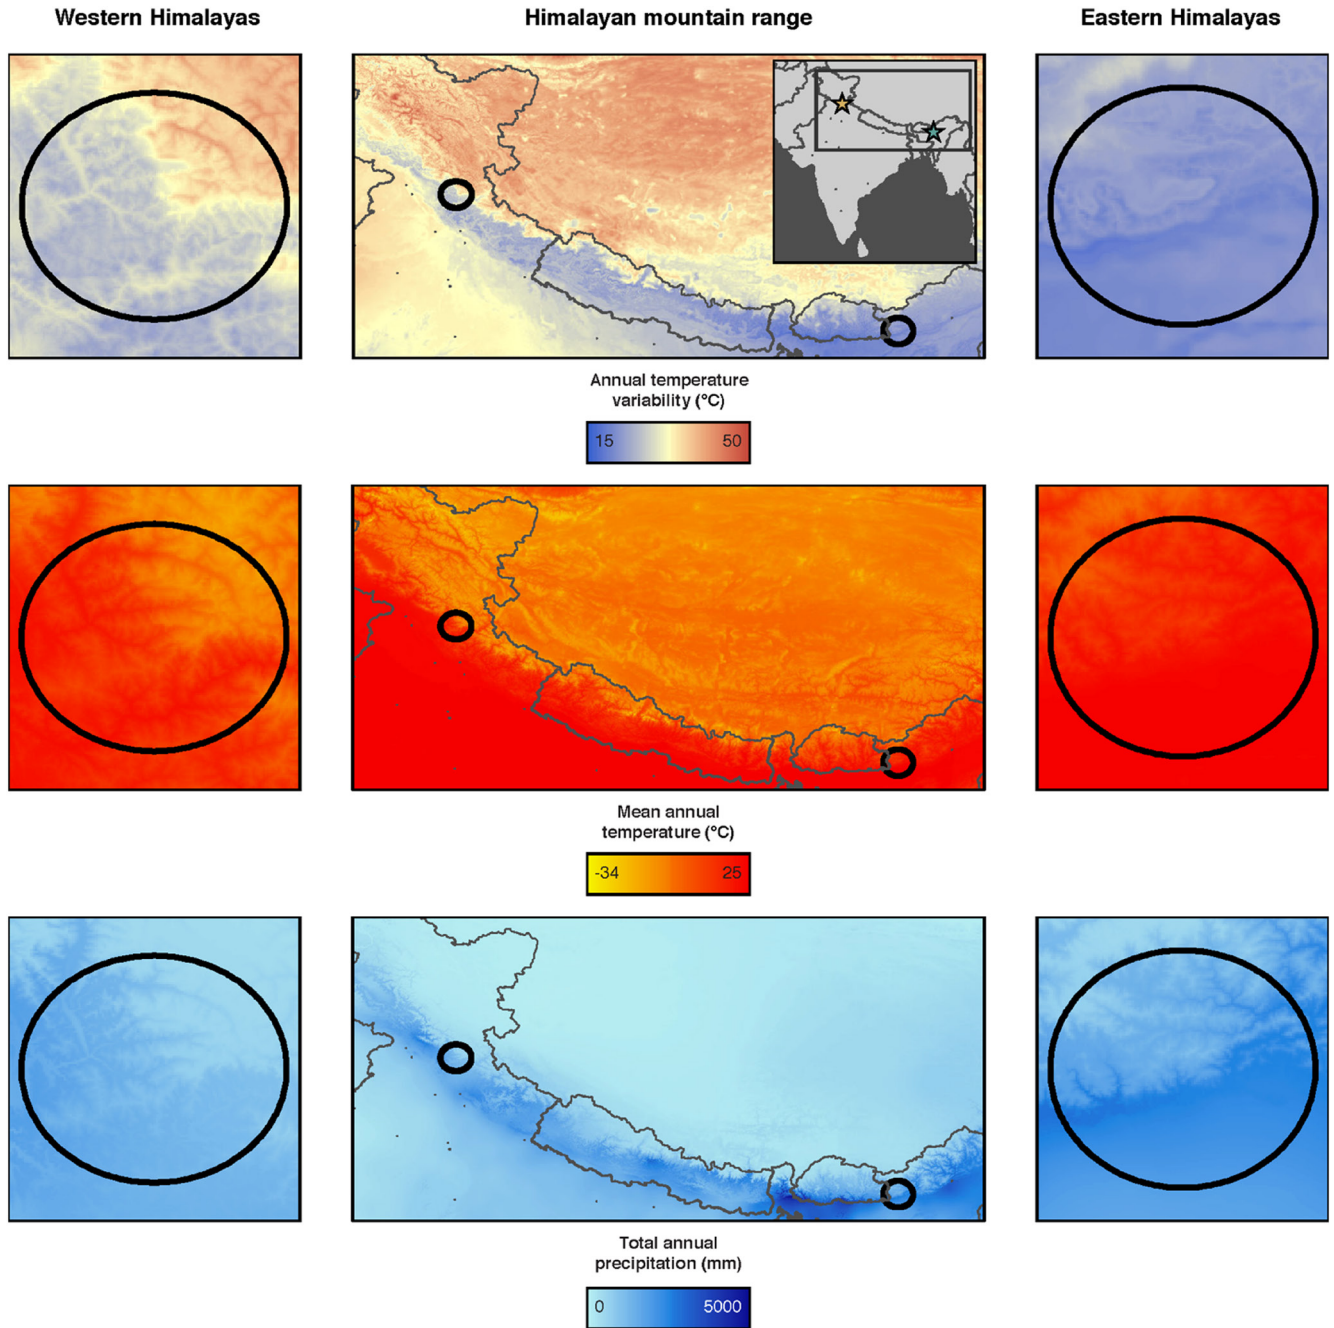 Western Himalayas
Himalayan mountain range
Eastern Himalayas
Annual temperature
variability (°C)
15
50
Mean annual
temperature (°C)
-34
25
Total annual
precipitation (mm)
0
5000